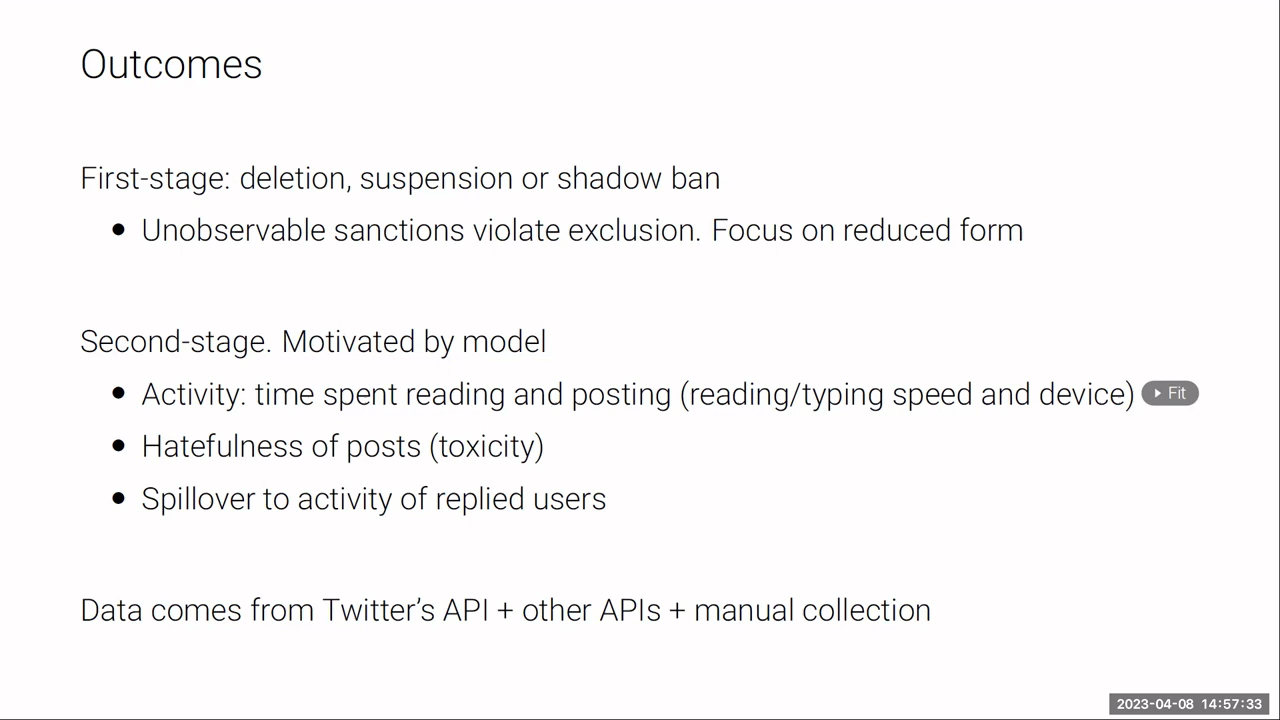 Outcomes
First-stage: deletion, suspension or shadow ban
• Unobservable sanctions violate exclusion. Focus on reduced form
Second-stage. Motivated by model
• Activity: time spent reading and posting (reading/typing speed and device) Fit
• Hatefulness of posts (toxicity)
• Spillover to activity of replied users
Data comes from Twitter’s API + other APIs + manual collection
2023-04-08 14:57:33